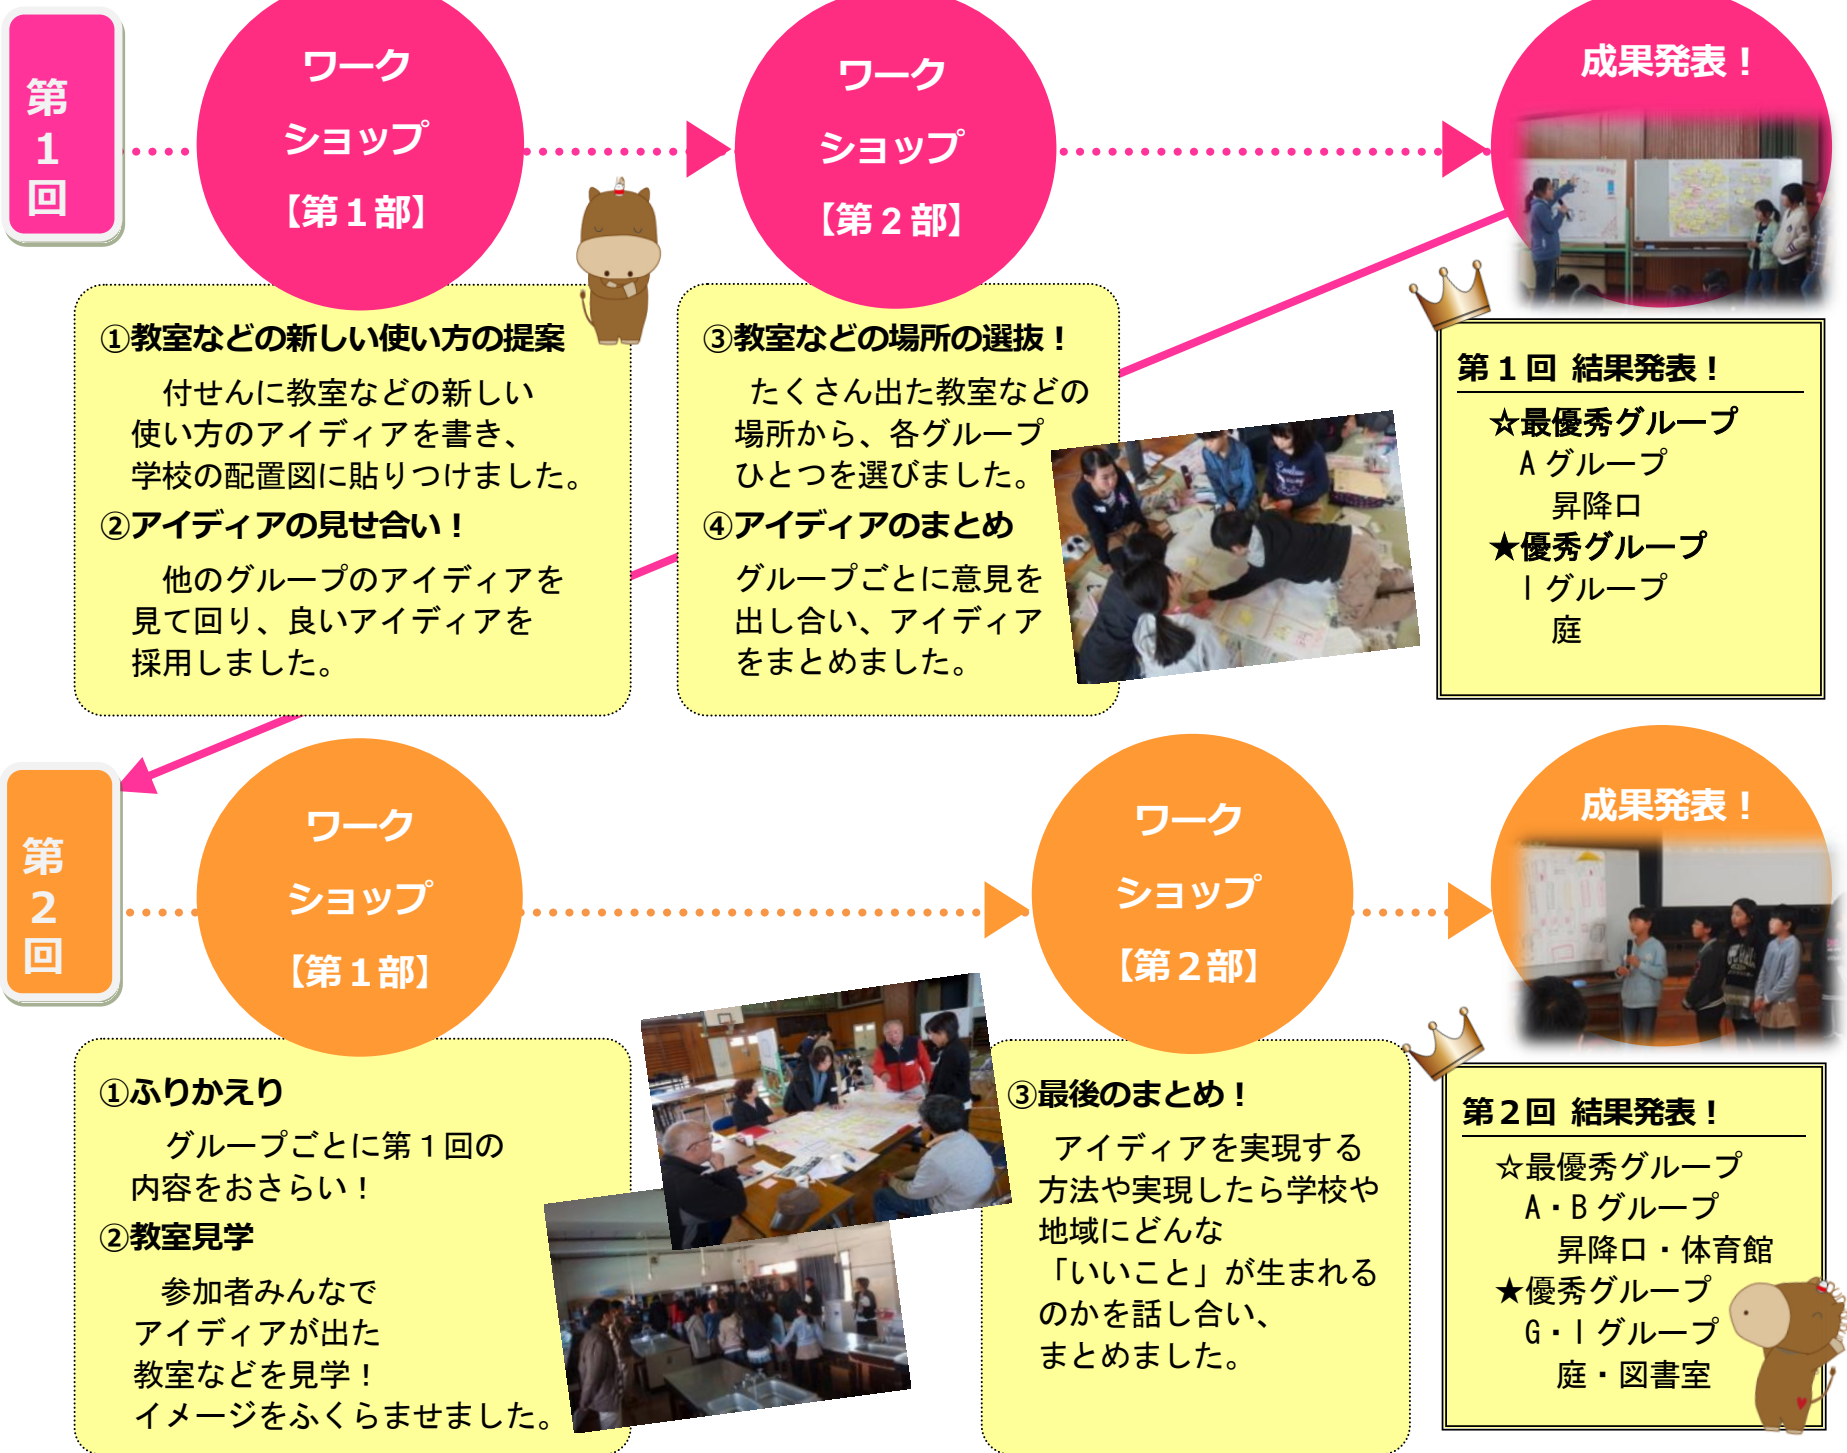 第
1
回
ワーク
ショップ
【第１部】
ワーク
ショップ
【第２部】
成果発表！
①教室などの新しい使い方の提案
付せんに教室などの新しい
使い方のアイディアを書き、
学校の配置図に貼りつけました。
②アイディアの見せ合い！
他のグループのアイディアを
見て回り、良いアイディアを
採用しました。
③教室などの場所の選抜！
たくさん出た教室などの
場所から、各グループ
ひとつを選びました。
④アイディアのまとめ
グループごとに意見を
出し合い、アイディア
をまとめました。
第１回 結果発表！
☆最優秀グループ
Aグループ
昇降口
★優秀グループ
Iグループ
庭
第
2
回
ワーク
ショップ
【第１部】
ワーク
ショップ
【第２部】
成果発表！
①ふりかえり
グループごとに第１回の
内容をおさらい！
②教室見学
参加者みんなで
アイディアが出た
教室などを見学！
イメージをふくらませました。
③最後のまとめ！
アイディアを実現する
方法や実現したら学校や
地域にどんな
「いいこと」が生まれる
のかを話し合い、
まとめました。
第２回 結果発表！
☆最優秀グループ
A・Bグループ
昇降口・体育館
★優秀グループ
G・Iグループ
庭・図書室